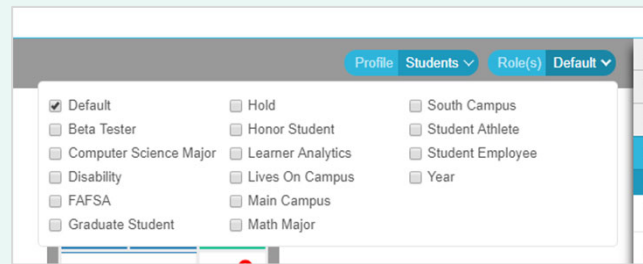 Profile Students Role(s) Default
Default
Beta Tester
Computer Science Major
Disability
FAFSA
Graduate Student
Hold
Honor Student
Learner Analytics
Lives On Campus
Main Campus
Math Major
South Campus
Student Athlete
Student Employee
Year